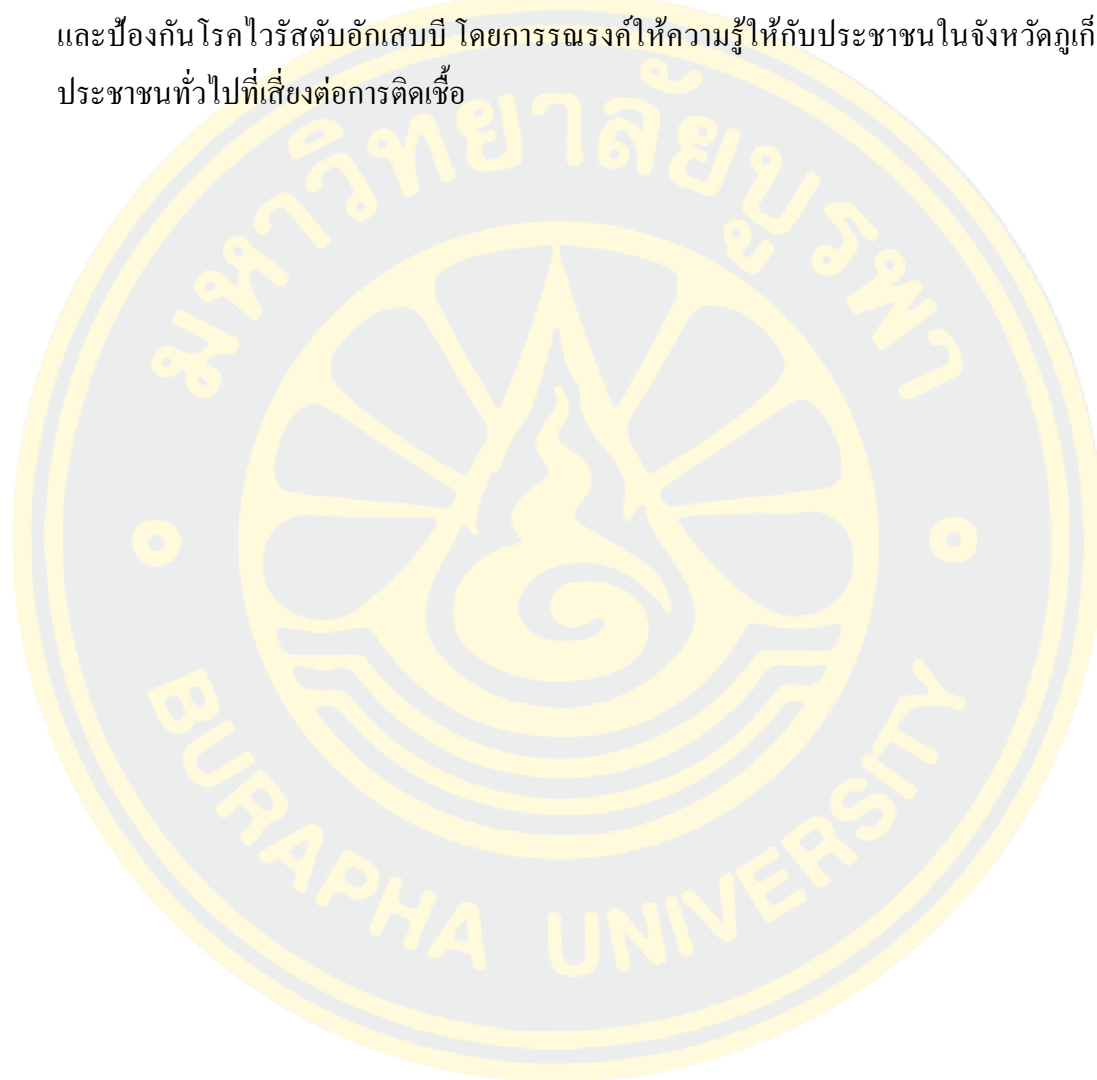 และป้องกันโรคไวรัสตับอักเสบบี โดยการรณรงค์ให้ความรู้ให้กับประชาชนในจังหวัดภูเก็
ประชาชนทั่วไปที่เสี่ยงต่อการติดเชื้อ
มหาวิทยาลัยบูรพา
BURAPHA UNIVERSITY